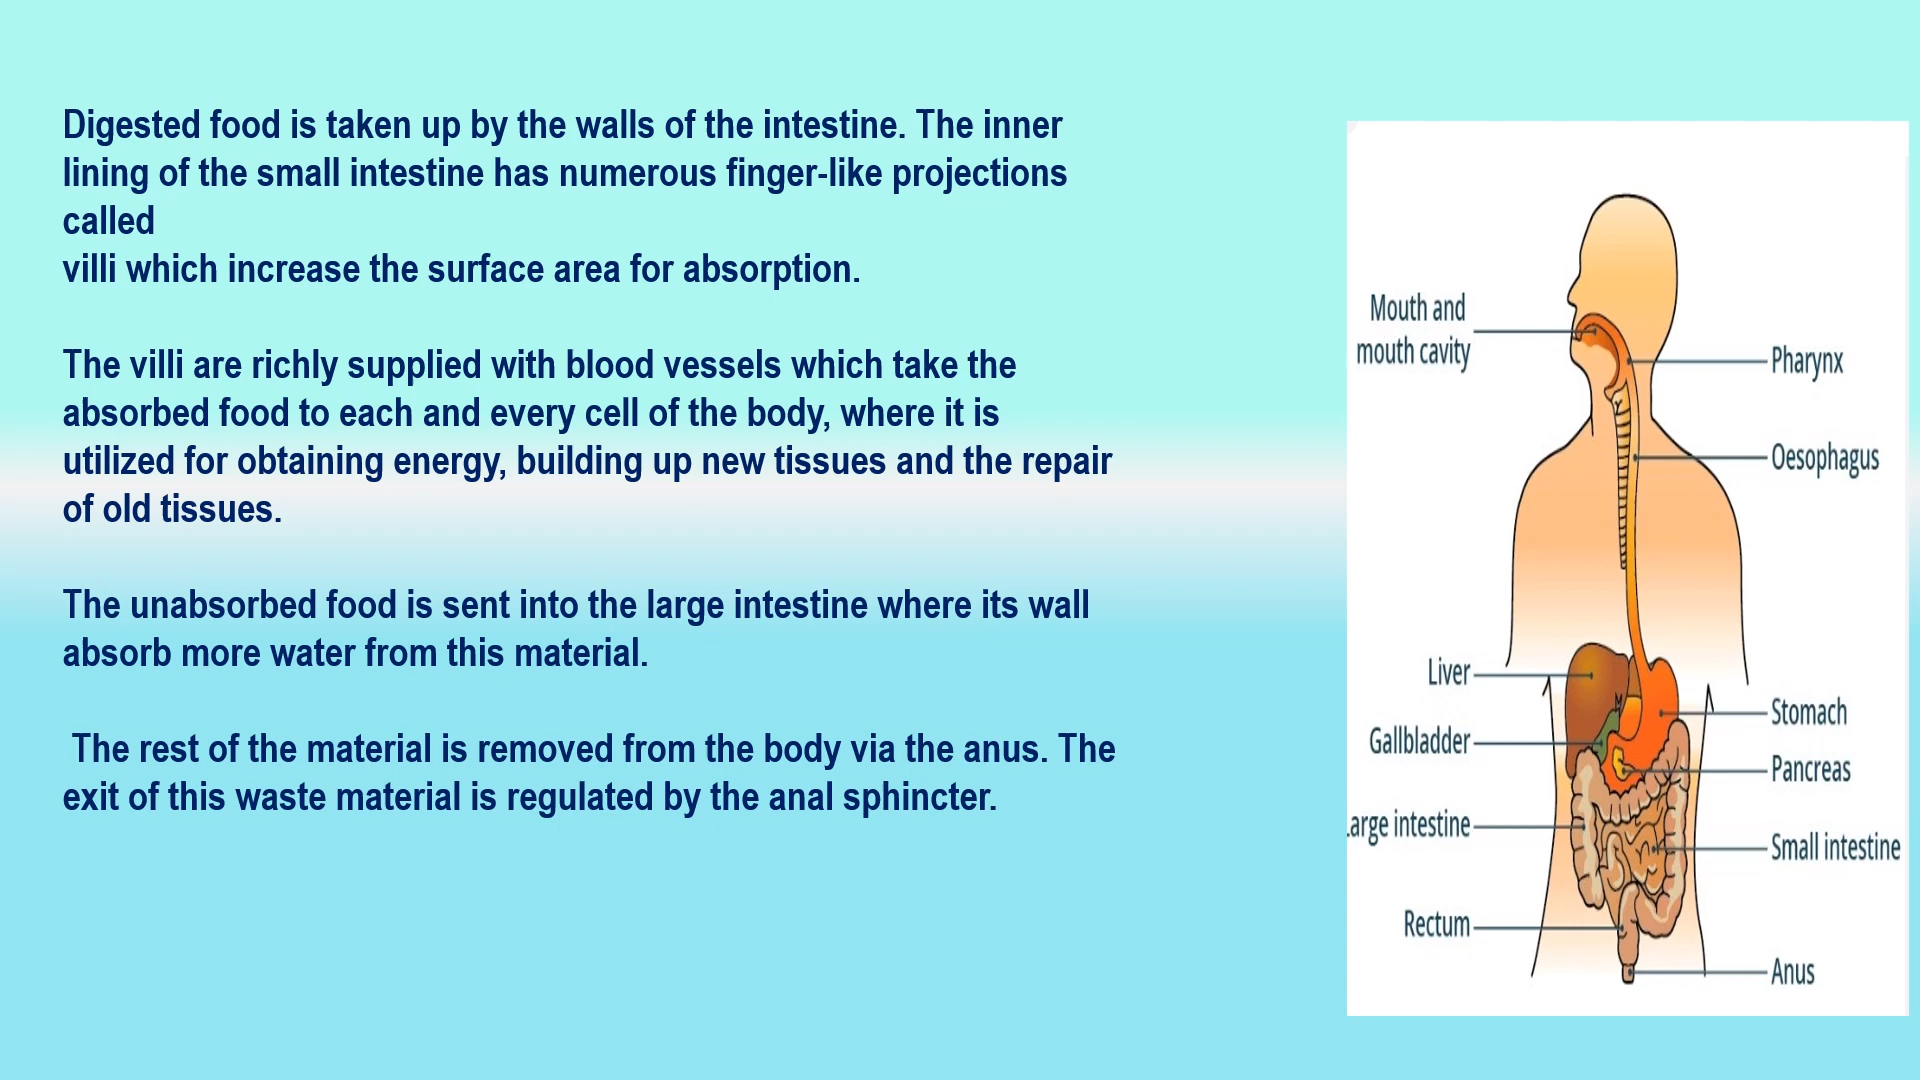 Digested food is taken up by the walls of the intestine. The inner
lining of the small intestine has numerous finger-like projections
called
villi which increase the surface area for absorption.
The villi are richly supplied with blood vessels which take the
absorbed food to each and every cell of the body, where it is
utilized for obtaining energy, building up new tissues and the repair
of old tissues.
The unabsorbed food is sent into the large intestine where its wall
absorb more water from this material.
The rest of the material is removed from the body via the anus. The
exit of this waste material is regulated by the anal sphincter.
Mouth and
mouth cavity
Pharynx
Oesophagus
Liver
Stomach
Gallbladder
Pancreas
arge intestine
Small intestine
Rectum
Anus